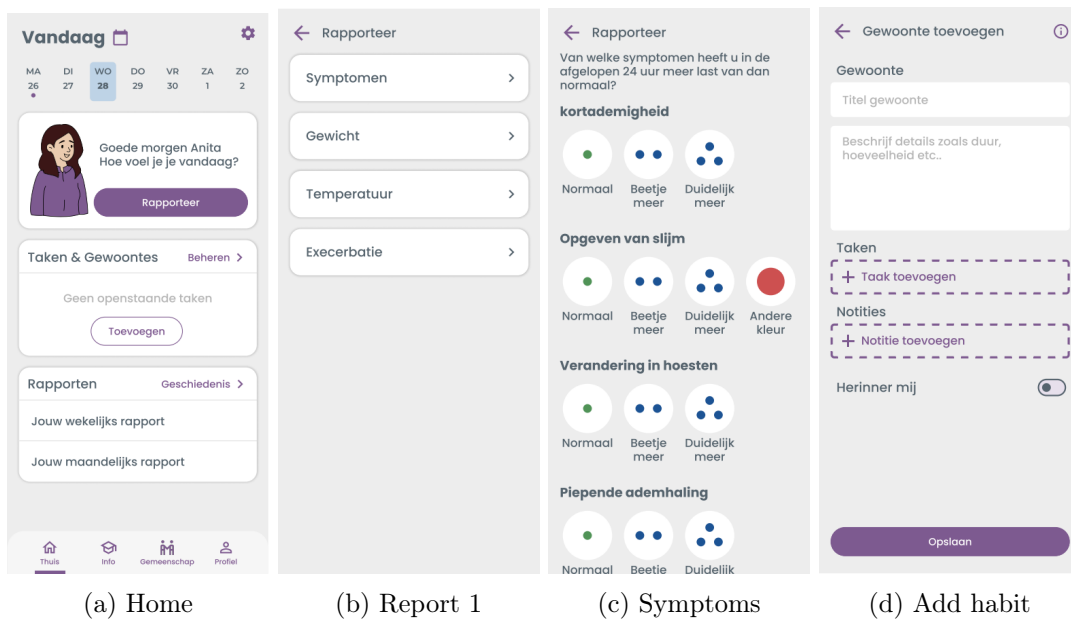 Vandaag
MA DI WO DO VR ZA ZO
26 27 28 29 30 1 2
Goede morgen Anita
Hoe voel je je vandaag?
Rapporteer
Taken & Gewoontes Beheren >
Geen openstaande taken
Toevoegen
Rapporten Geschiedenis >
Jouw wekelijks rapport
Jouw maandelijks rapport
Thuis Info Gemeenschap Profiel
(a) Home
Rapporteer
Symptomen >
Gewicht >
Temperatuur >
Execerbatie >
(b) Report 1
Rapporteer
Van welke symptomen heeft u in de
afgelopen 24 uur meer last van dan
normaal?
kortademigheid
Normaal Beetje Duidelijk
meer meer
Opgeven van slijm
Normaal Beetje Duidelijk Andere
meer meer kleur
Verandering in hoesten
Normaal Beetje Duidelijk
meer meer
Piepende ademhaling
Normaal Beetje Duidelijk
(c) Symptoms
Gewoonte toevoegen
Gewoonte
Titel gewoonte
Beschrijf details zoals duur,
hoeveelheid etc..
Taken
+ Taak toevoegen
Notities
+ Notitie toevoegen
Herinner mij
Opslaan
(d) Add habit